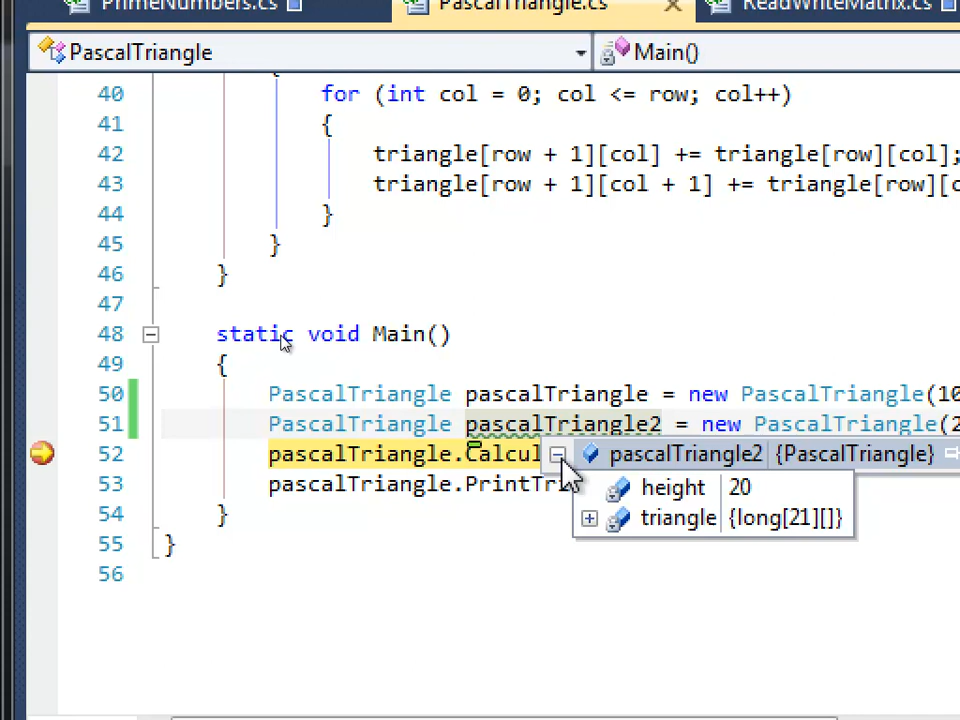 PrimeNumbers.cs
PascalTriangle.cs
ReadWriteMatrix.cs
PascalTriangle
Main()
{
40 for (int col = 0; col <= row; col++)
41 {
42 triangle[row + 1][col] += triangle[row][col];
43 triangle[row + 1][col + 1] += triangle[row][c
44 }
45 }
46 }
47
48 static void Main()
49 {
50 PascalTriangle pascalTriangle = new PascalTriangle(10
51 PascalTriangle pascalTriangle2 = new PascalTriangle(2
52 pascalTriangle.Calcul
pascalTriangle2 {PascalTriangle}
53 pascalTriangle.PrintTri
height 20
triangle {long[21][]}
54 }
55 }
56